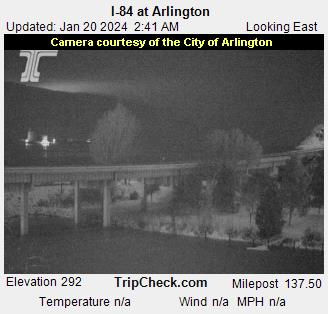 I-84 at Arlington
Updated: Jan 20 2024 2:41 AM Looking East
Camera courtesy of the City of Arlington
Elevation 292 TripCheck.com Milepost 137.50
Temperature n/a Wind n/a MPH n/a